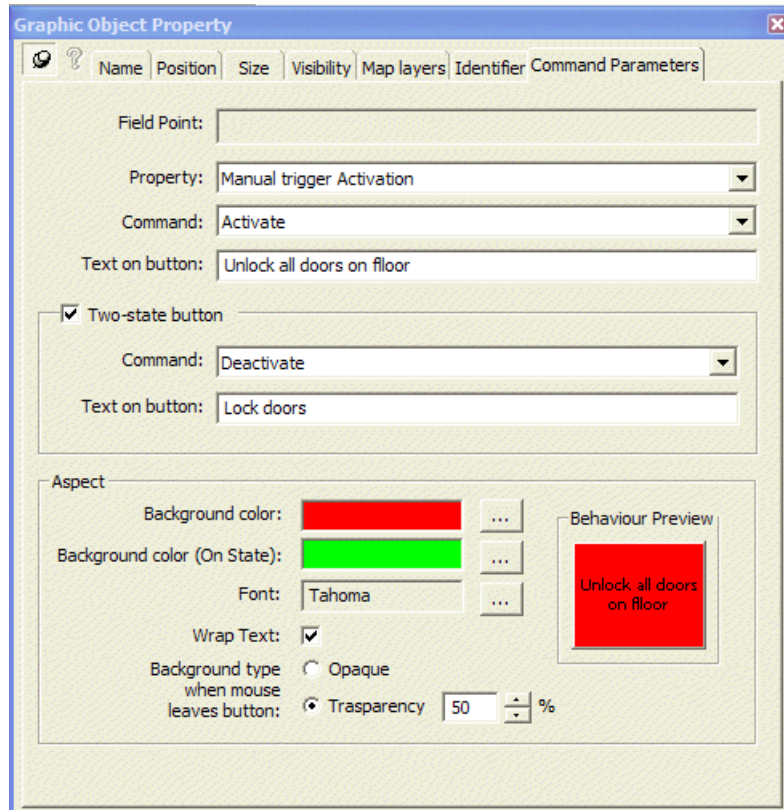 Graphic Object Property
Name Position Size Visibility Map layers Identifier Command Parameters
Field Point:
Property: Manual trigger Activation
Command: Activate
Text on button: Unlock all doors on flloor
Two-state button
Command: Deactivate
Text on button: Lock doors
Aspect
Background color: ...
Background color (On State): ...
Font: Tahoma ...
Wrap Text:
Background type
when mouse
leaves button:
Opaque
Trasparency 50 %
Behaviour Preview
Unlock all doors
on flloor